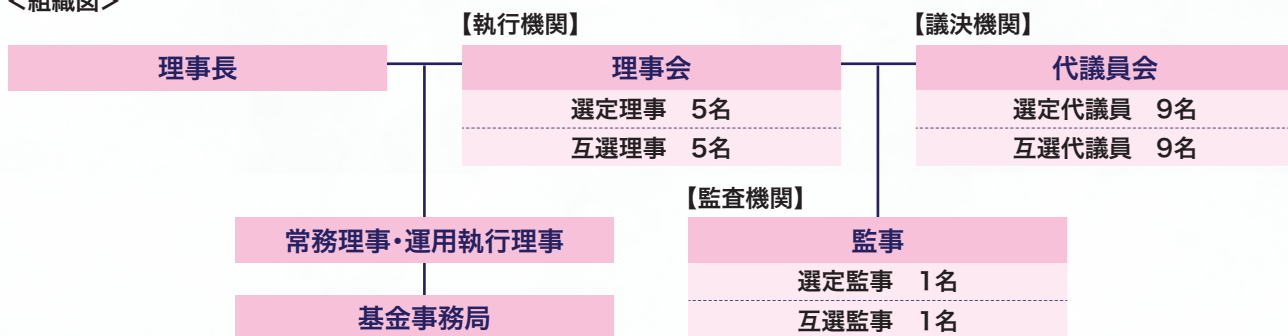 <組織図>
【執行機関】
【議決機関】
理事長
理事会
代議員会
選定理事 5名
選定代議員 9名
互選理事 5名
互選代議員 9名
【監査機関】
常務理事・運用執行理事
監事
選定監事 1名
基金事務局
互選監事 1名